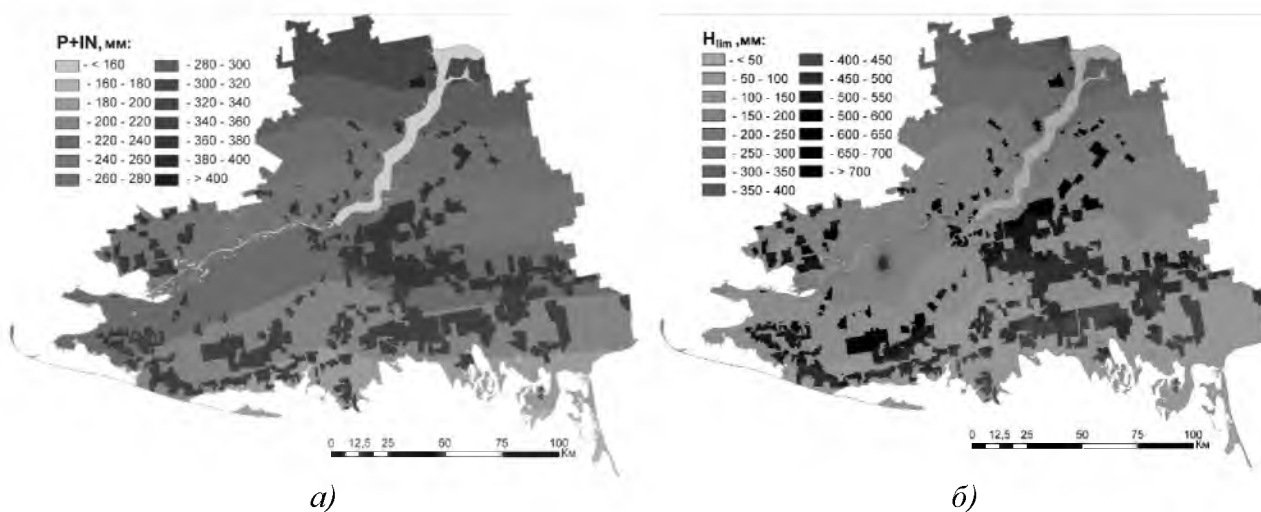 P+IN, мм:
- < 160
- 160 - 180
- 180 - 200
- 200 - 220
- 220 - 240
- 240 - 260
- 260 - 280
- 280 - 300
- 300 - 320
- 320 - 340
- 340 - 360
- 360 - 380
- 380 - 400
- > 400
0 12,5 25 50 75 100
Км
а)
Hlim ,мм:
- < 50
- 50 - 100
- 100 - 150
- 150 - 200
- 200 - 250
- 250 - 300
- 300 - 350
- 350 - 400
- 400 - 450
- 450 - 500
- 500 - 550
- 500 - 600
- 600 - 650
- 650 - 700
- > 700
0 12,5 25 50 75 100
Км
б)